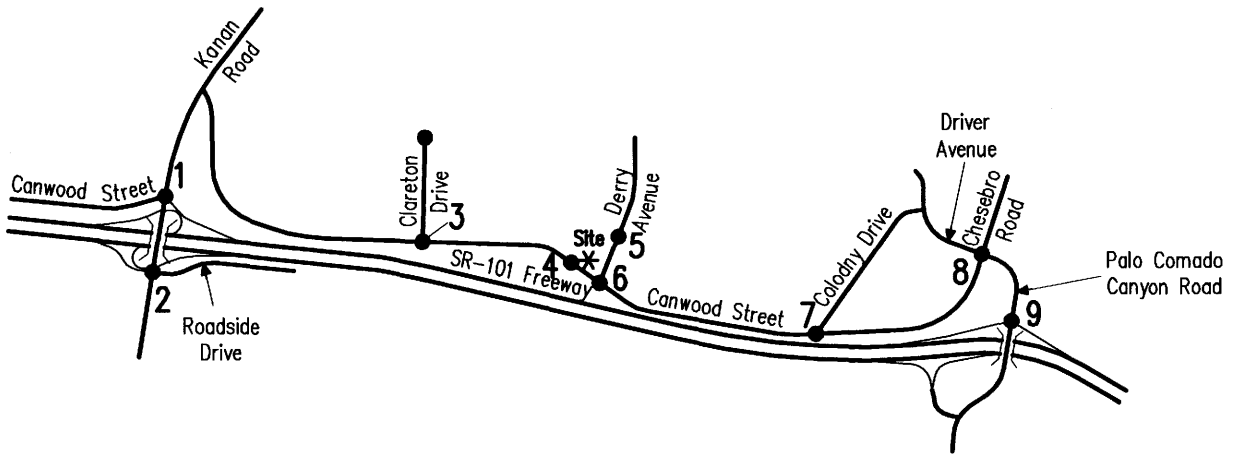 Kanan
Road
Canwood Street
1
2
Roadside
Drive
Clareton
Drive
3
SR-101 Freeway
Site
4
5
6
Derry
Avenue
Canwood Street
7
Colodny Drive
Driver
Avenue
Chesebro
Road
8
9
Palo Comado
Canyon Road